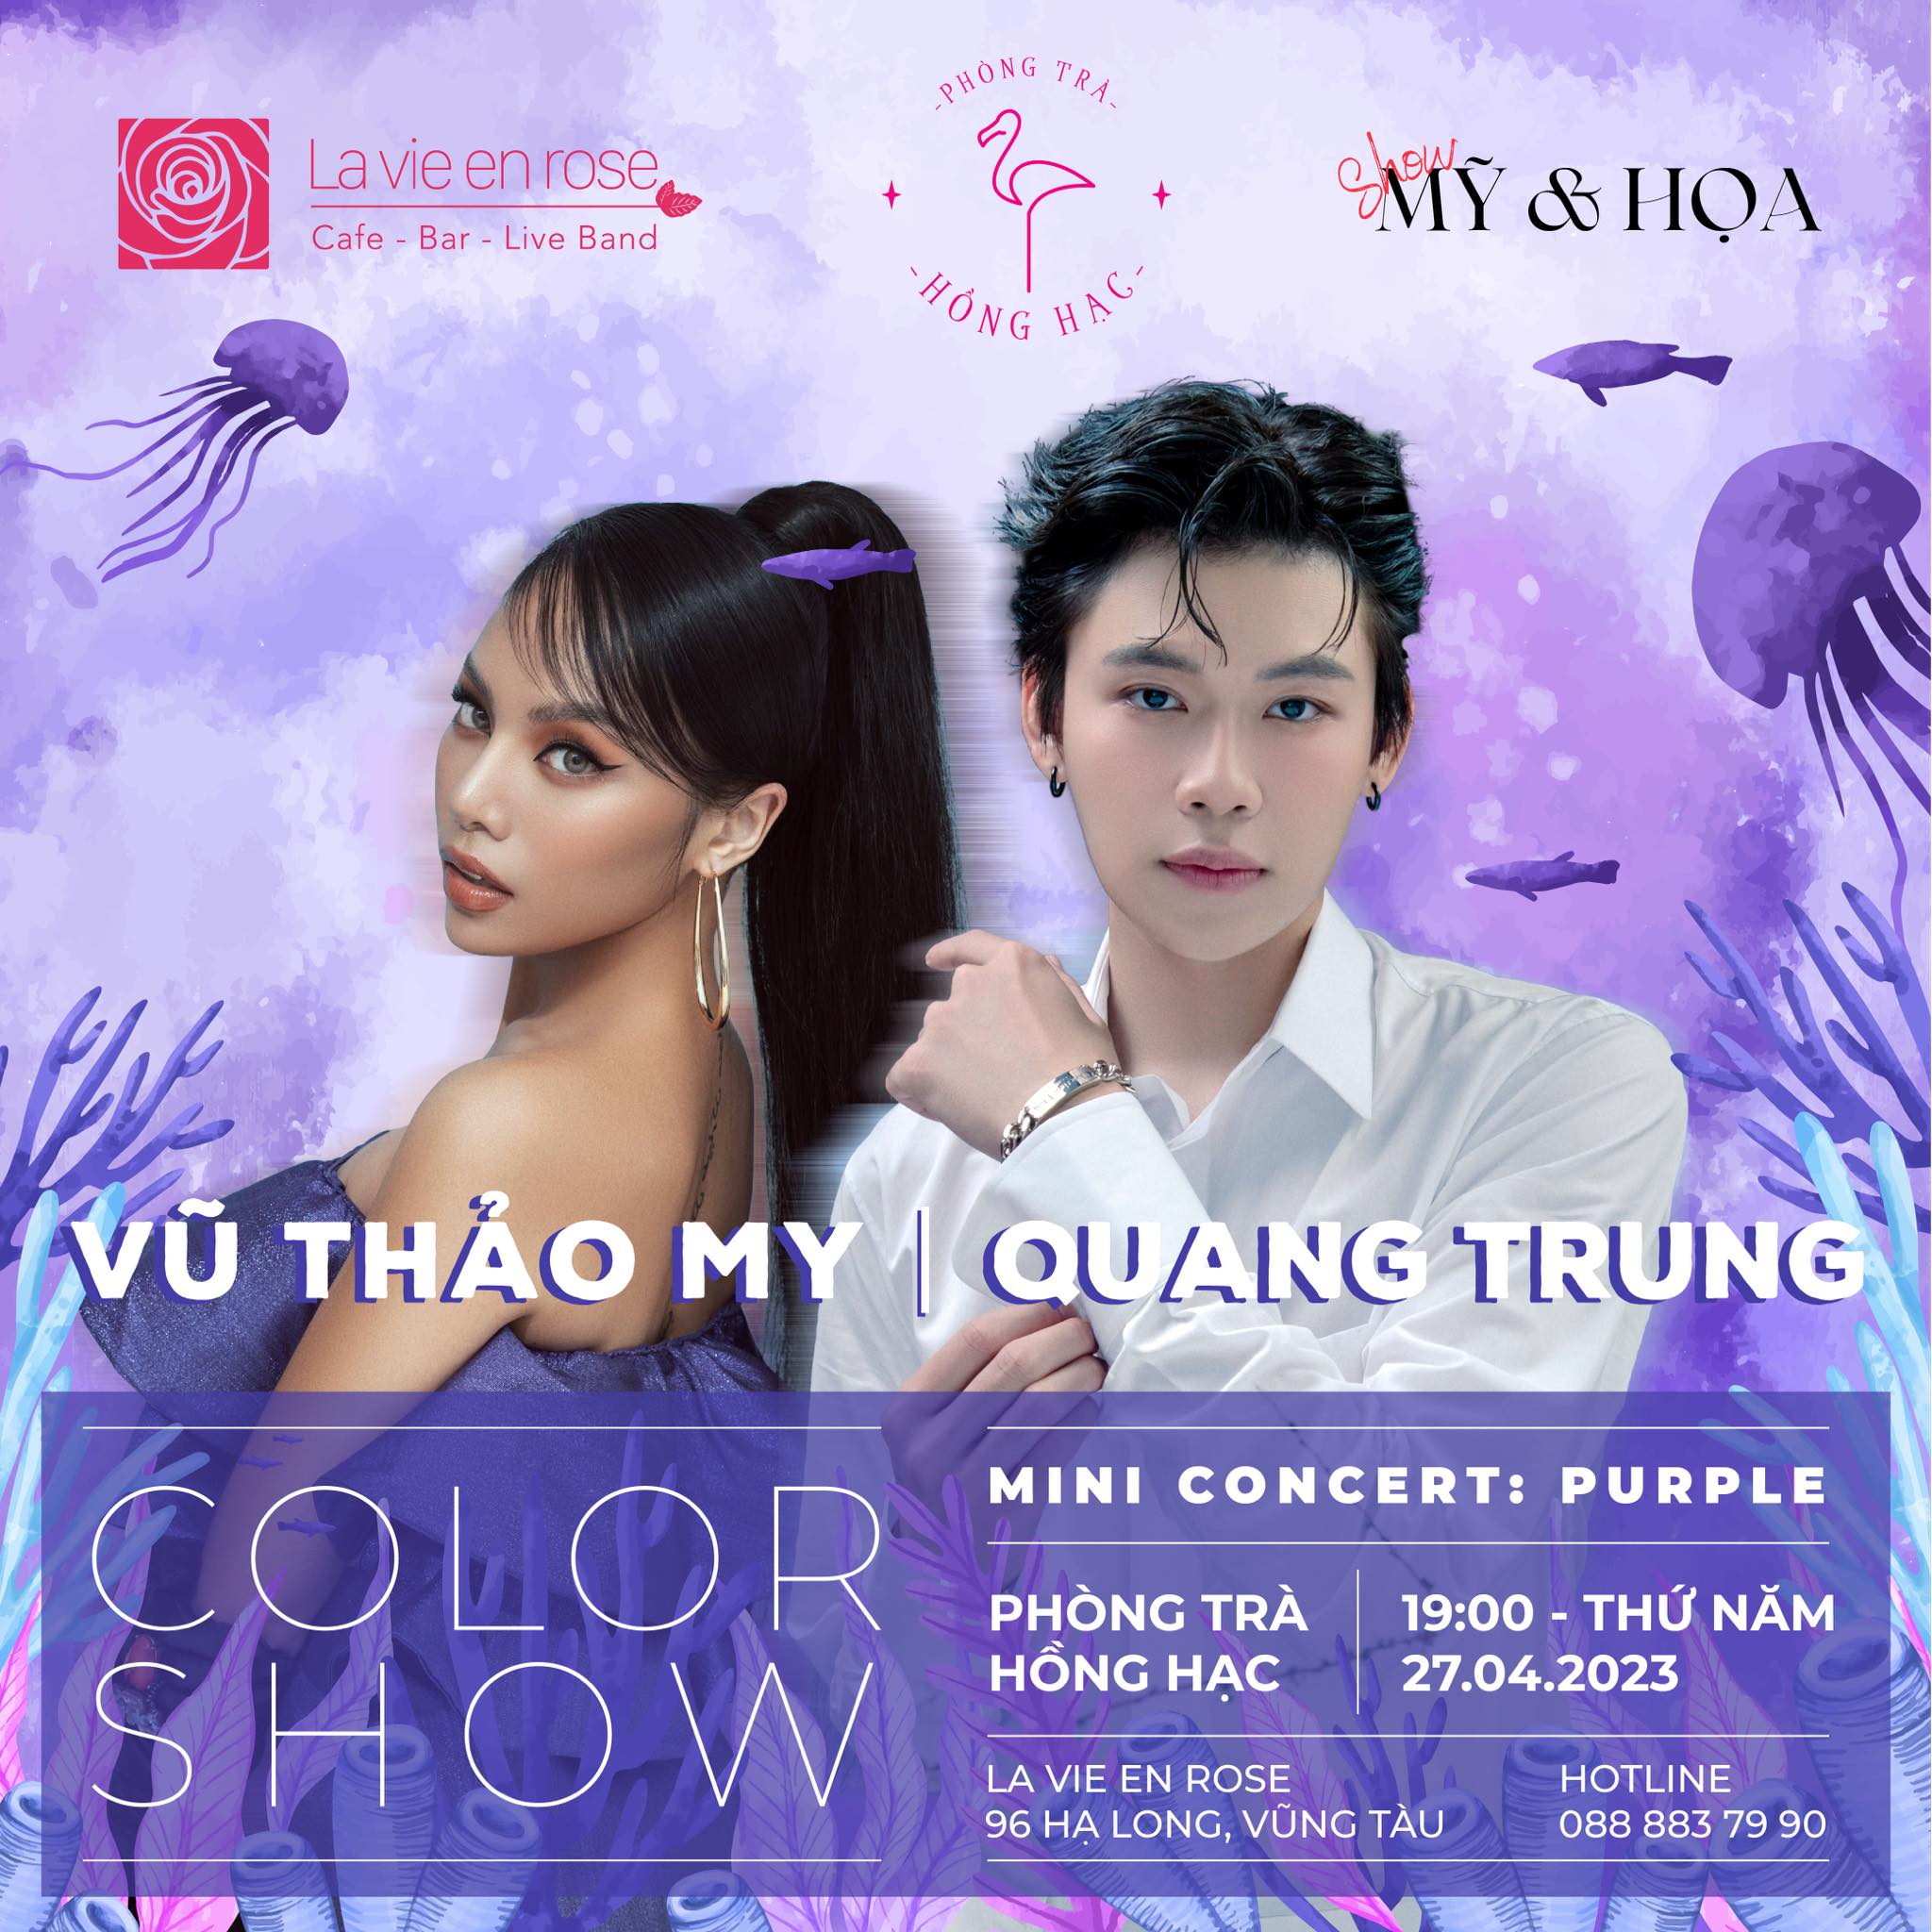 La vie en rose
Cafe - Bar - Live Band
-PHÒNG TRÀ-
-HỒNG HẠC-
Show
MỸ & HỌA
VŨ THẢO MY | QUANG TRUNG
COLOR
SHOW
MINI CONCERT: PURPLE
PHÒNG TRÀ
HỒNG HẠC
19:00 - THỨ NĂM
27.04.2023
LA VIE EN ROSE
96 HẠ LONG, VŨNG TÀU
HOTLINE
088 883 79 90